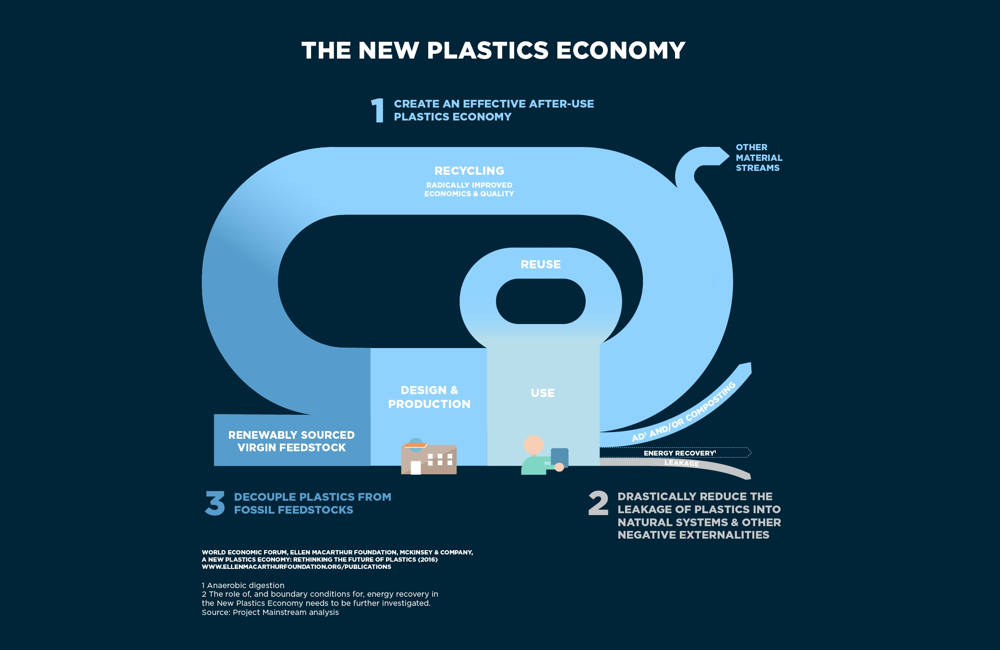 THE NEW PLASTICS ECONOMY
1 CREATE AN EFFECTIVE AFTER-USE
PLASTICS ECONOMY
OTHER
MATERIAL
STREAMS
RECYCLING
RADICALLY IMPROVED
ECONOMICS & QUALITY
REUSE
DESIGN &
PRODUCTION
USE
RENEWABLY SOURCED
VIRGIN FEEDSTOCK
AD¹ AND/OR COMPOSTING
ENERGY RECOVERY¹
LEAKAGE
3 DECOUPLE PLASTICS FROM
FOSSIL FEEDSTOCKS
2 DRASTICALLY REDUCE THE
LEAKAGE OF PLASTICS INTO
NATURAL SYSTEMS & OTHER
NEGATIVE EXTERNALITIES
WORLD ECONOMIC FORUM, ELLEN MACARTHUR FOUNDATION, MCKINSEY & COMPANY,
A NEW PLASTICS ECONOMY: RETHINKING THE FUTURE OF PLASTICS (2016)
WWW.ELLENMACARTHURFOUNDATION.ORG/PUBLICATIONS
1 Anaerobic digestion
2 The role of, and boundary conditions for, energy recovery in
the New Plastics Economy needs to be further investigated.
Source: Project Mainstream analysis